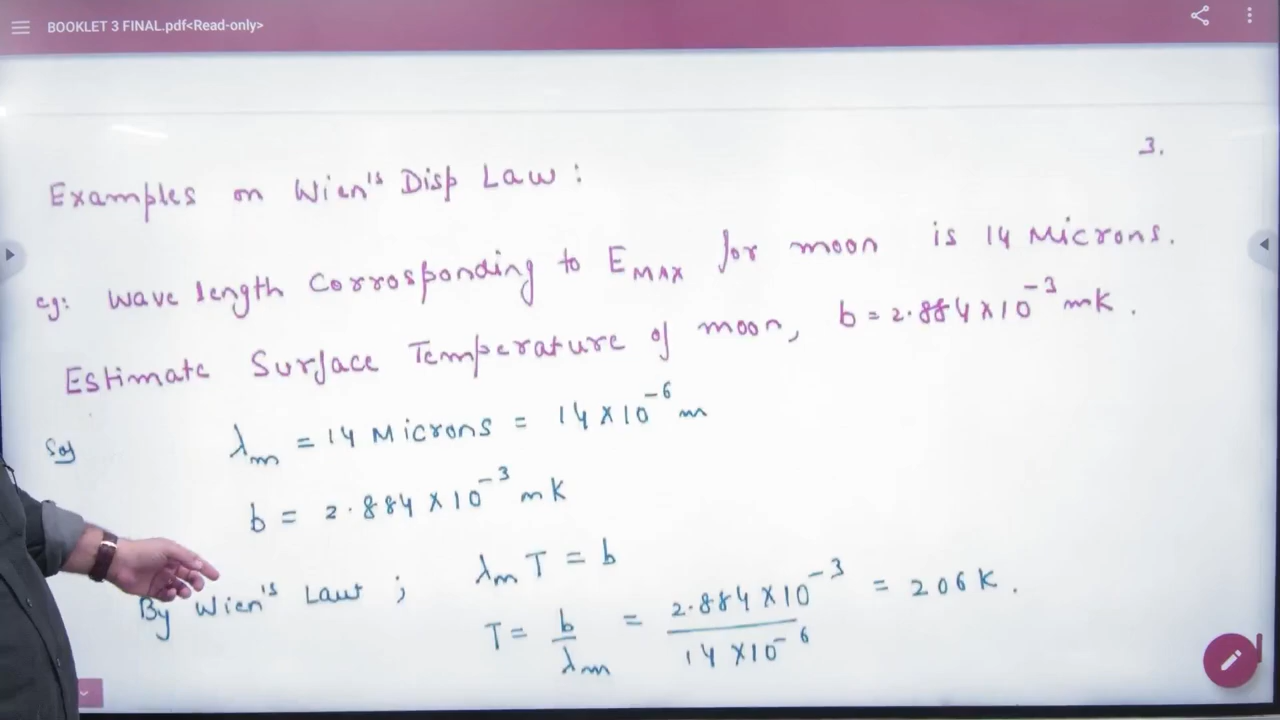 BOOKLET 3 FINAL.pdf<Read-only>
3.
Examples on Wien's Disp Law :
eg: Wave length Corrosponding to E_MAX for moon is 14 Microns.
Estimate Surface Temperature of moon, b = 2.884 × 10⁻³ mK.
Sol λₘ = 14 Microns = 14 × 10⁻⁶ m
b = 2.884 × 10⁻³ mK
By Wien's Law ; λₘ T = b
T = b/λₘ = 2.884 × 10⁻³ / 14 × 10⁻⁶ = 206 K.